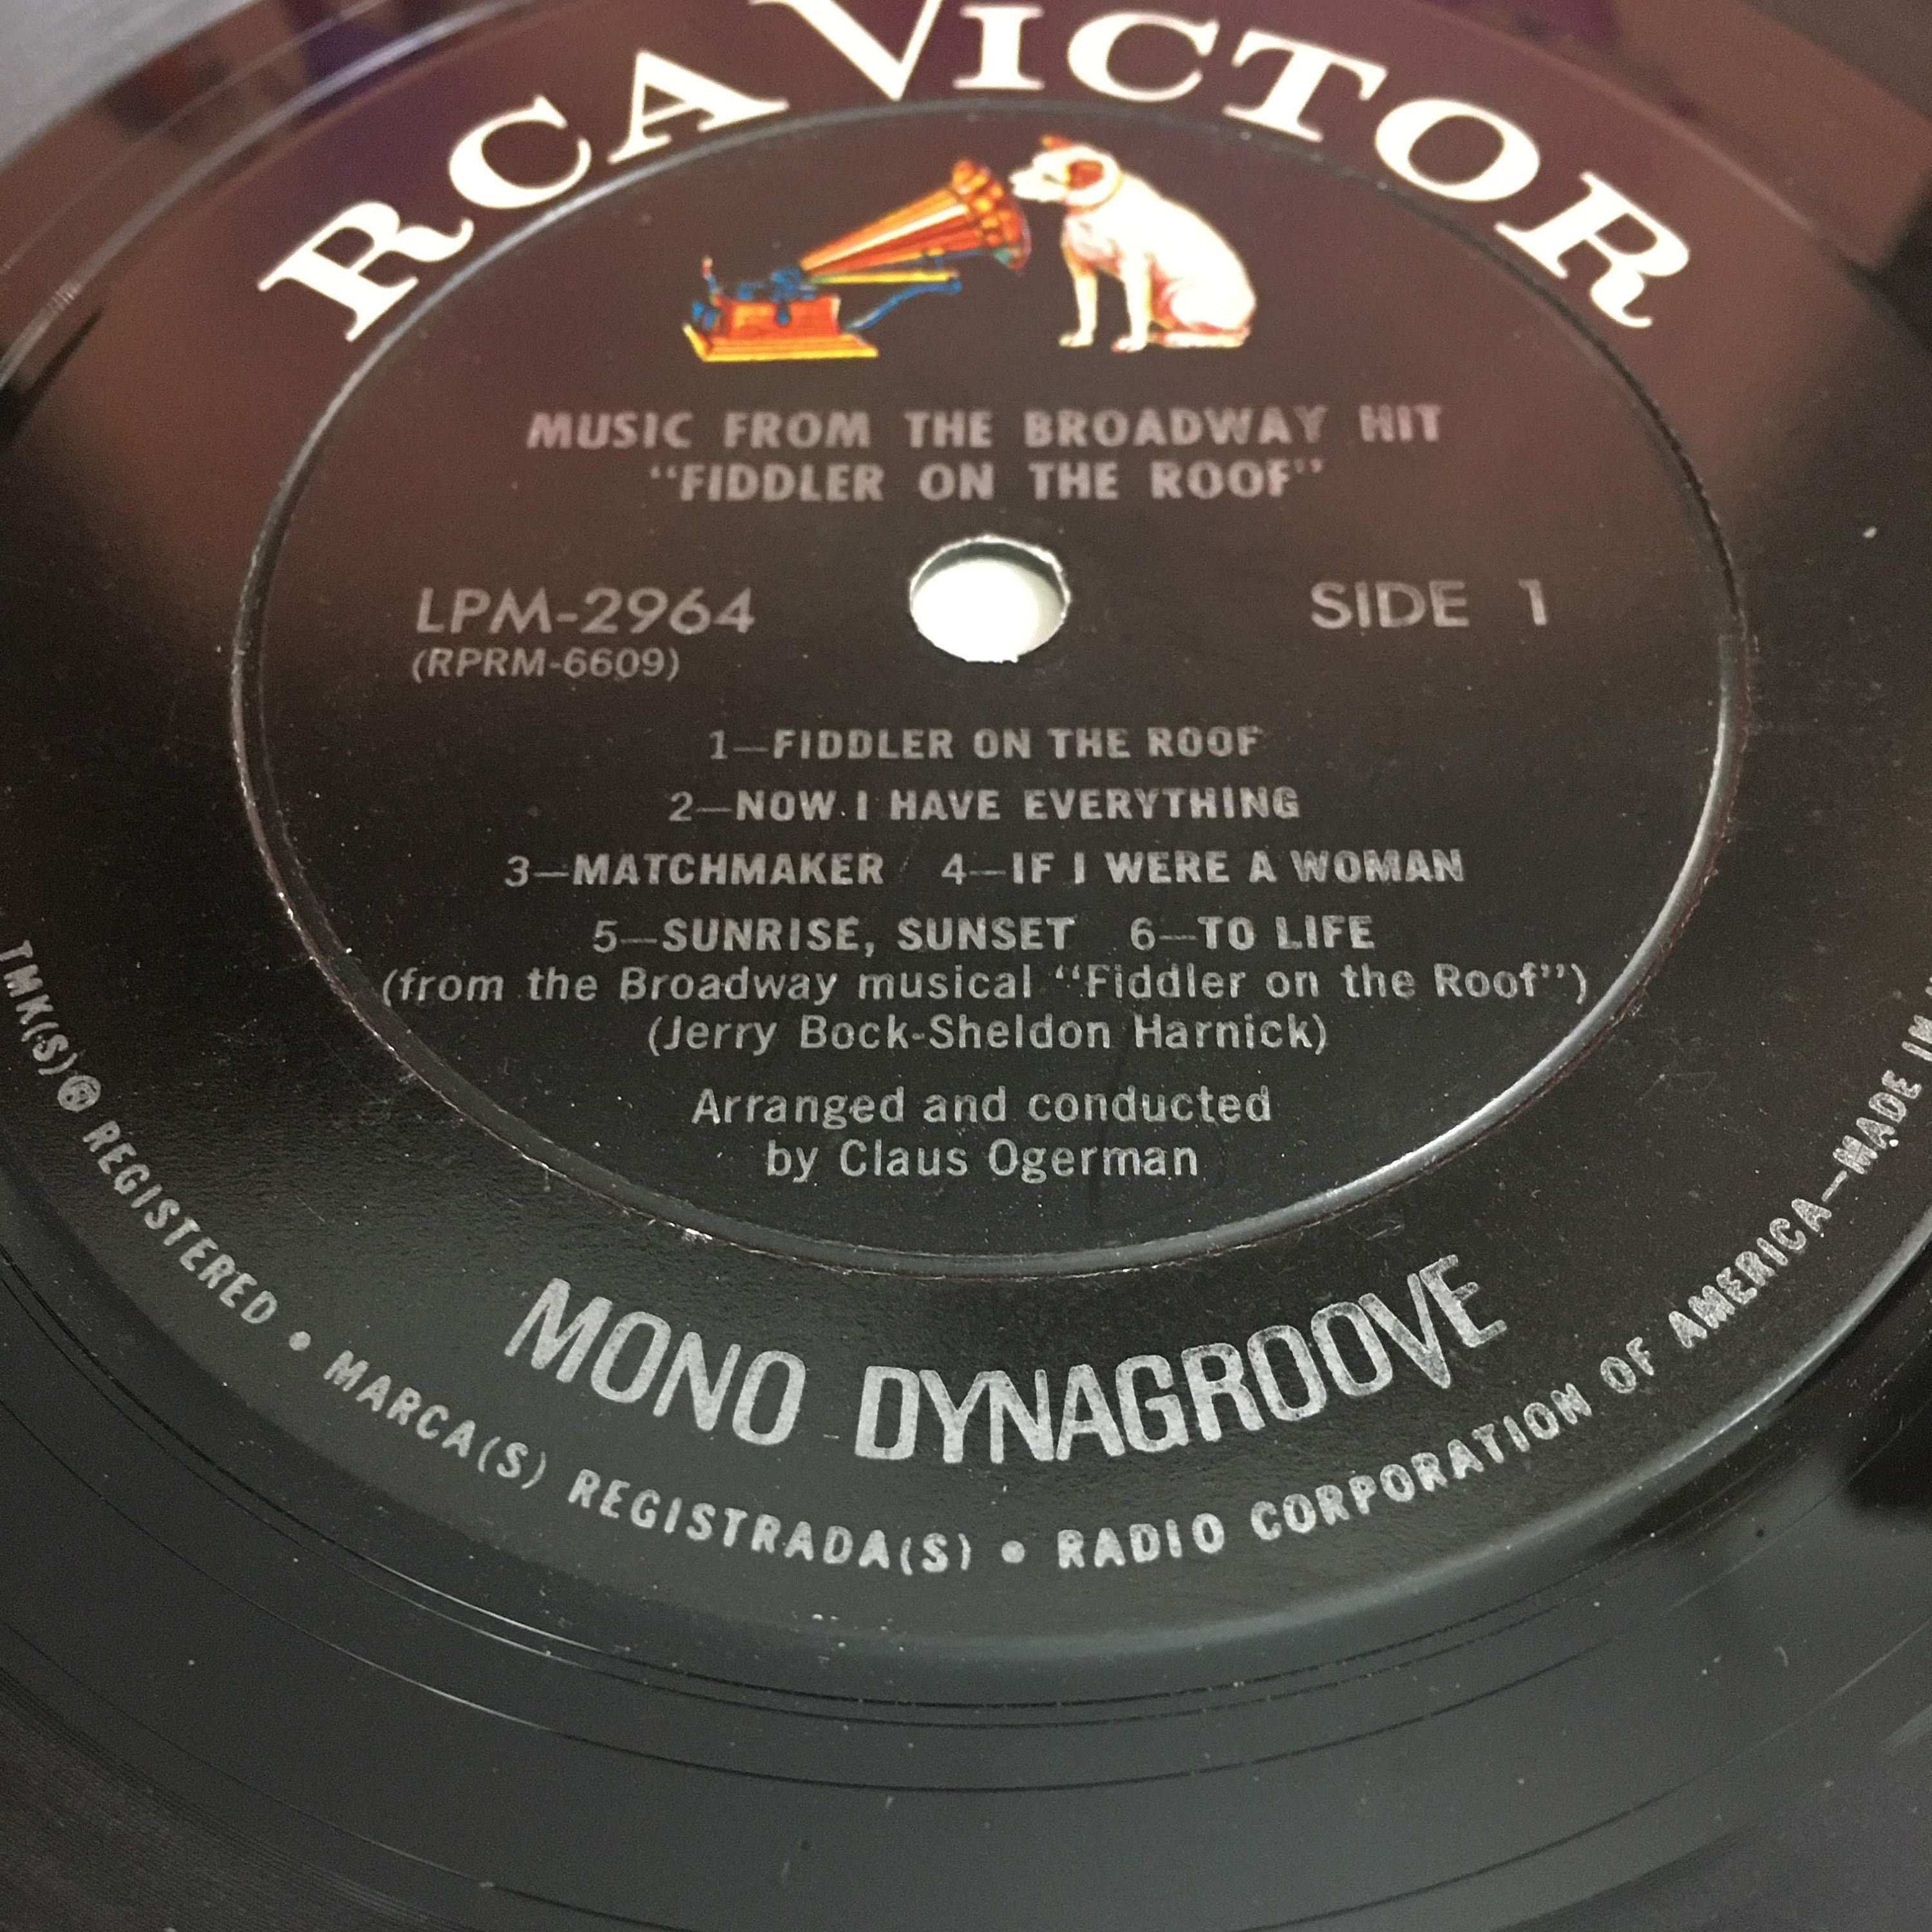 RCA VICTOR
MUSIC FROM THE BROADWAY HIT
"FIDDLER ON THE ROOF"
LPM-2964
SIDE 1
(RPRM-6609)
1—FIDDLER ON THE ROOF
2—NOW I HAVE EVERYTHING
3—MATCHMAKER 4—IF I WERE A WOMAN
5—SUNRISE, SUNSET 6—TO LIFE
(from the Broadway musical "Fiddler on the Roof")
(Jerry Bock-Sheldon Harnick)
Arranged and conducted
by Claus Ogerman
MONO DYNAGROOVE
TMK(S) ® REGISTERED • MARCA(S) REGISTRADA(S) • RADIO CORPORATION OF AMERICA—MADE IN